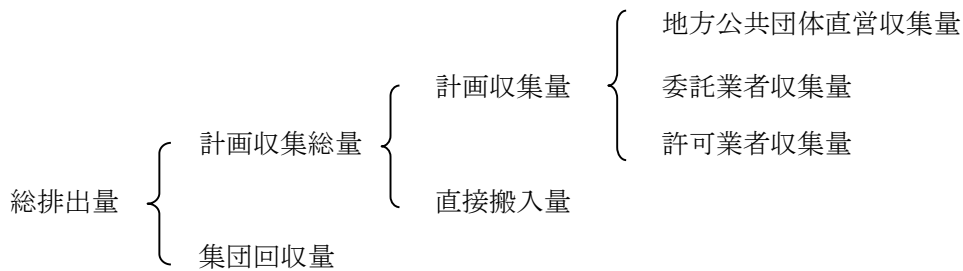 地方公共団体直営収集量
計画収集量
委託業者収集量
計画収集総量
許可業者収集量
総排出量
直接搬入量
集団回収量